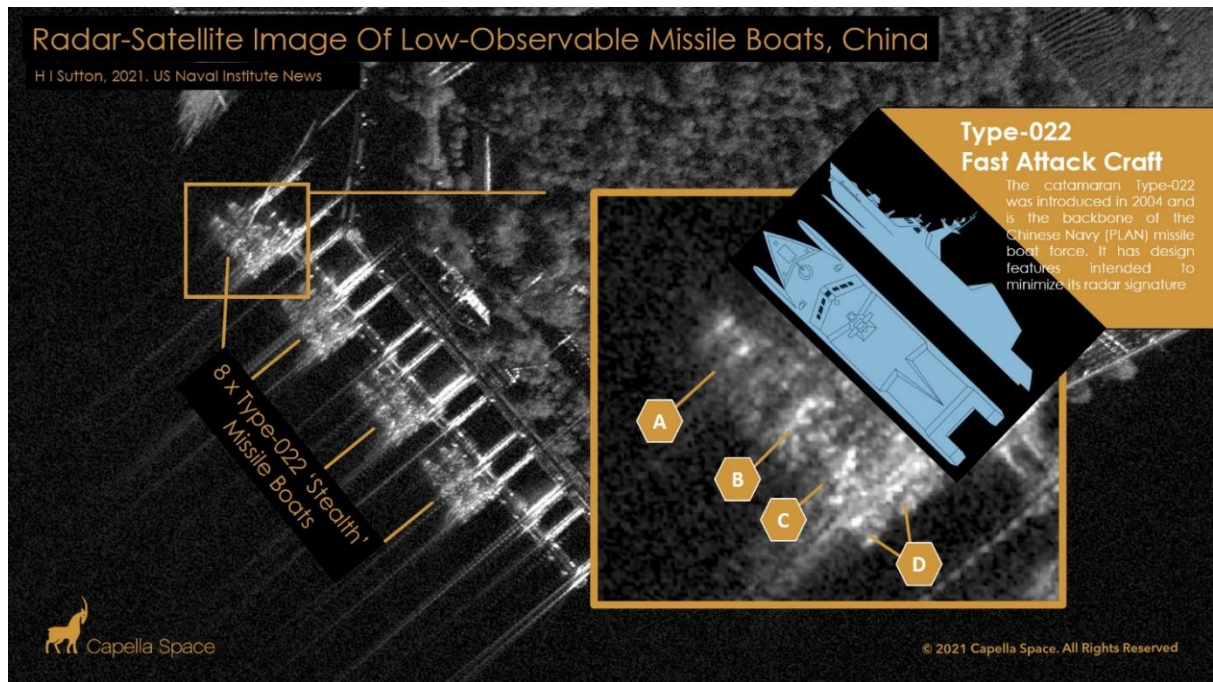 Radar-Satellite Image Of Low-Observable Missile Boats, China
H I Sutton, 2021. US Naval Institute News
Type-022
Fast Attack Craft
The catamaran Type-022
was introduced in 2004 and
is the backbone of the
Chinese Navy (PLAN) missile
boat force. It has design
features intended to
minimize its radar signature
8 x Type-022 'Stealth'
Missile Boats
A
B
C
D
Capella Space
© 2021 Capella Space. All Rights Reserved